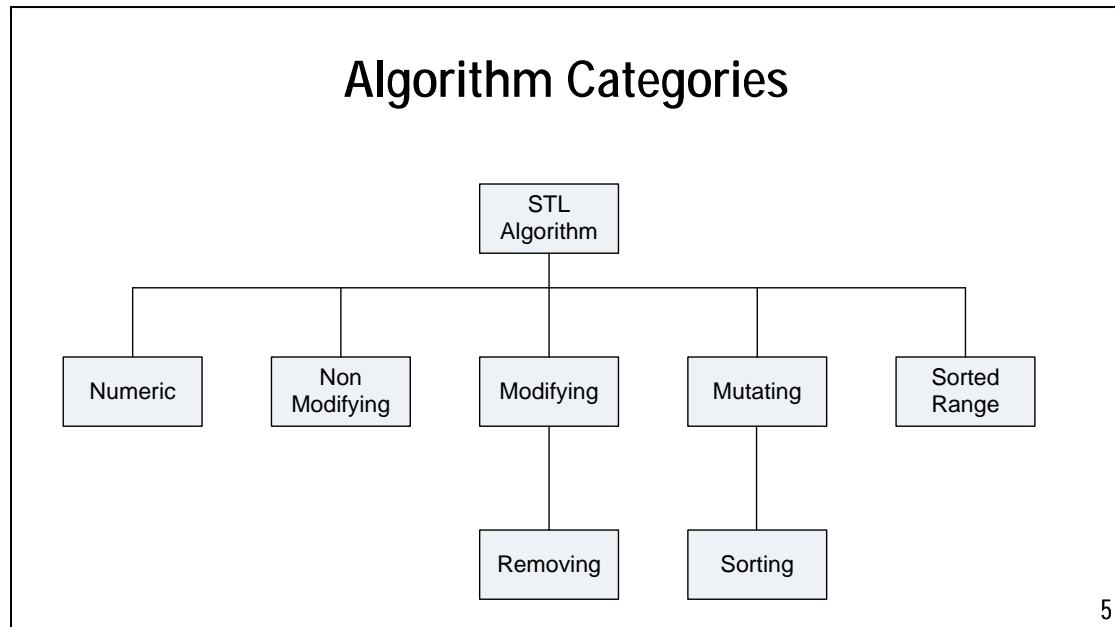 Algorithm Categories
STL
Algorithm
Numeric
Non
Modifying
Modifying
Mutating
Sorted
Range
Removing
Sorting
5